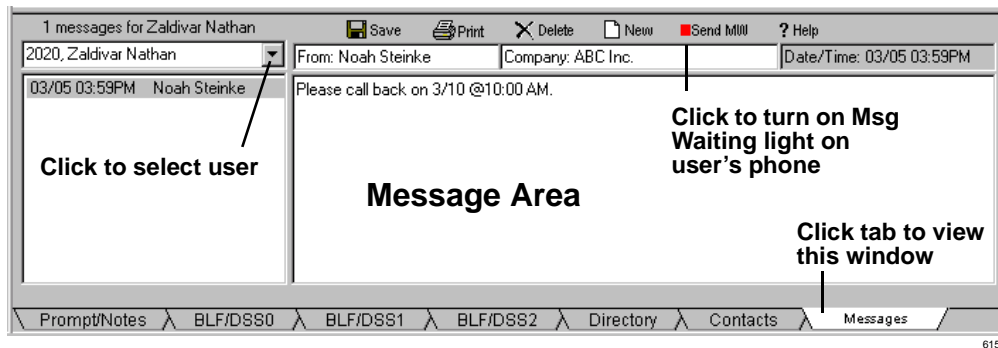 1 messages for Zaldivar Nathan
Save Print Delete New Send MW ? Help
2020, Zaldivar Nathan
From: Noah Steinke Company: ABC Inc. Date/Time: 03/05 03:59PM
03/05 03:59PM Noah Steinke
Please call back on 3/10 @10:00 AM.
Click to select user
Message Area
Click to turn on Msg
Waiting light on
user's phone
Click tab to view
this window
Prompt/Notes BLF/DSS0 BLF/DSS1 BLF/DSS2 Directory Contacts Messages
615